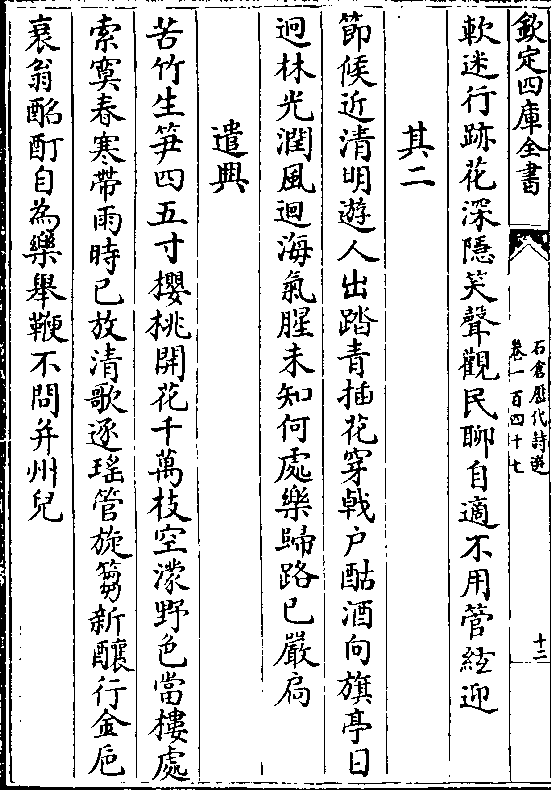 欽定四庫全書
石倉歷代詩選
卷一百四十七
十二
軟迷行跡花深隱笑聲觀民聊自適不用管絃迎
其二
節候近清明遊人出踏青插花穿㦸户酤酒向旗亭日
迥林光潤風迴海氣腥未知何處樂歸路已嚴扃
遣興
苦竹生笋四五寸櫻桃開花千萬枝空濛野色當樓處
索寞春寒帶雨時已放清歌逐瑤管旋篘新釀行金巵
衰翁酩酊自為樂舉鞭不問并州兒